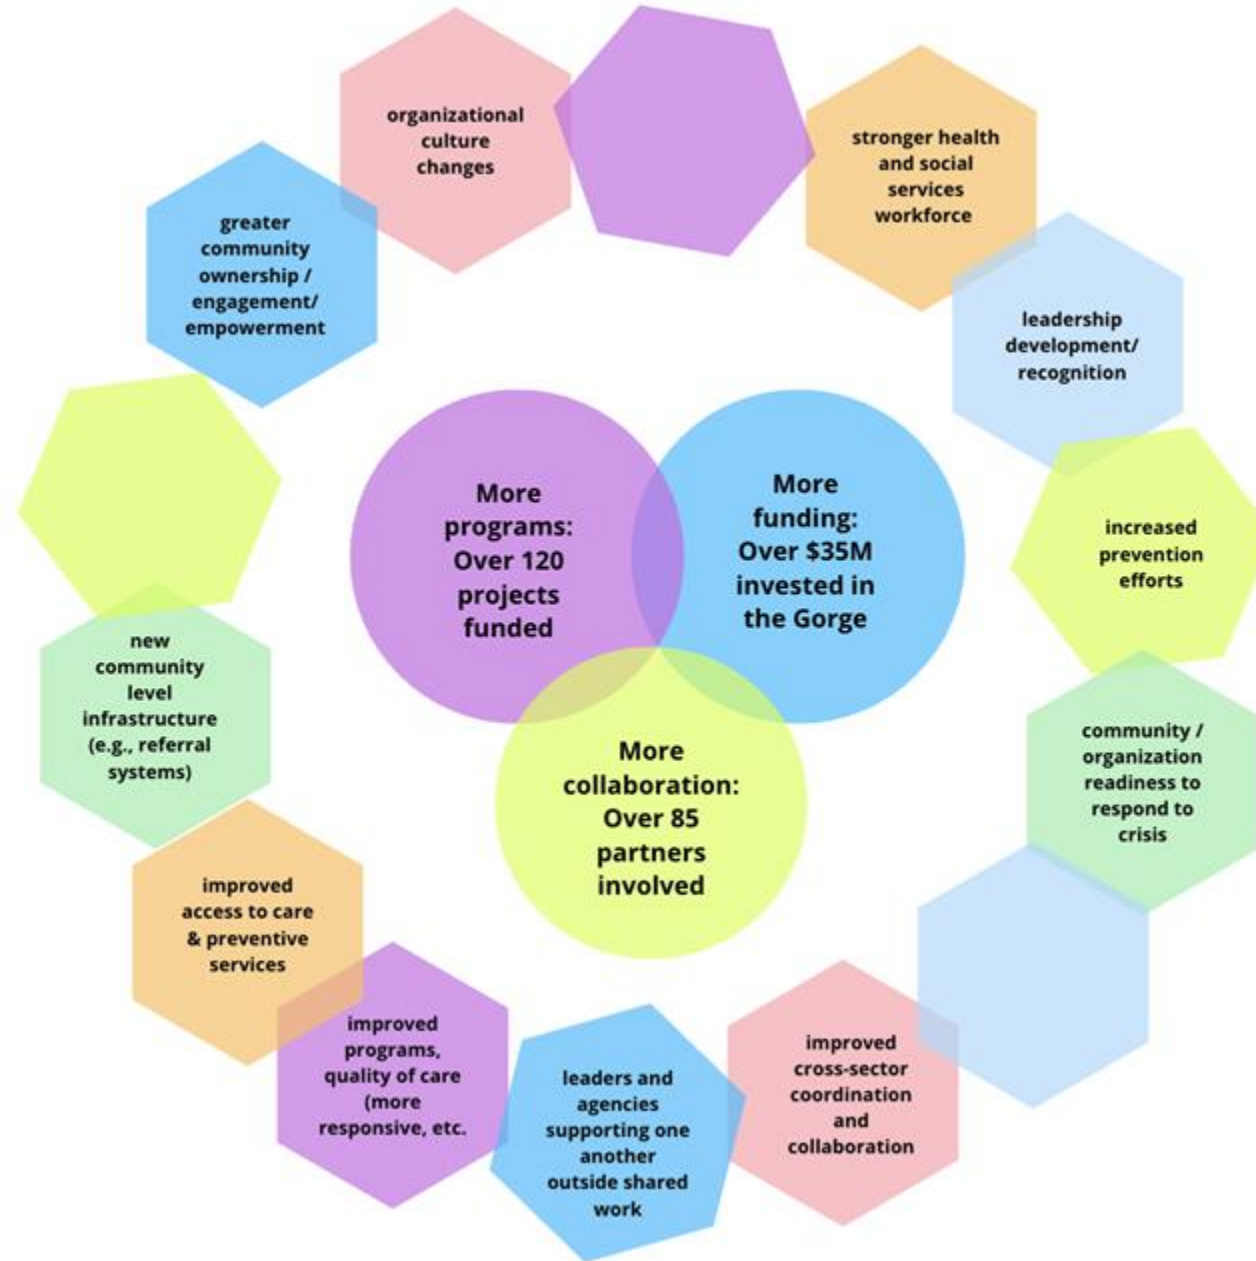 organizational
culture
changes
stronger health
and social
services
workforce
greater
community
ownership /
engagement/
empowerment
leadership
development/
recognition
More
programs:
Over 120
projects
funded
More
funding:
Over $35M
invested in
the Gorge
increased
prevention
efforts
new
community
level
infrastructure
(e.g., referral
systems)
More
collaboration:
Over 85
partners
involved
community /
organization
readiness to
respond to
crisis
improved
access to care
& preventive
services
improved
programs,
quality of care
(more
responsive, etc.
leaders and
agencies
supporting one
another
outside shared
work
improved
cross-sector
coordination
and
collaboration